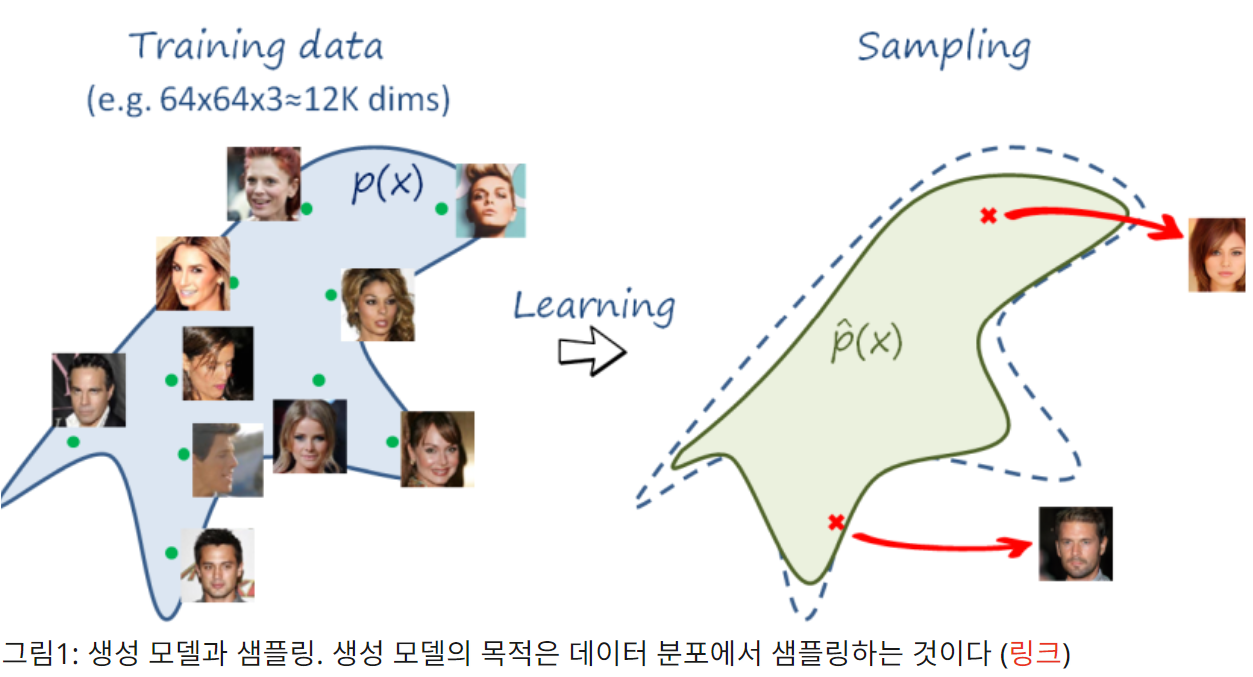 Training data
(e.g. 64x64x3≈12K dims)
p(x)
Learning
Sampling
p̂(x)
그림1: 생성 모델과 샘플링. 생성 모델의 목적은 데이터 분포에서 샘플링하는 것이다 (링크)